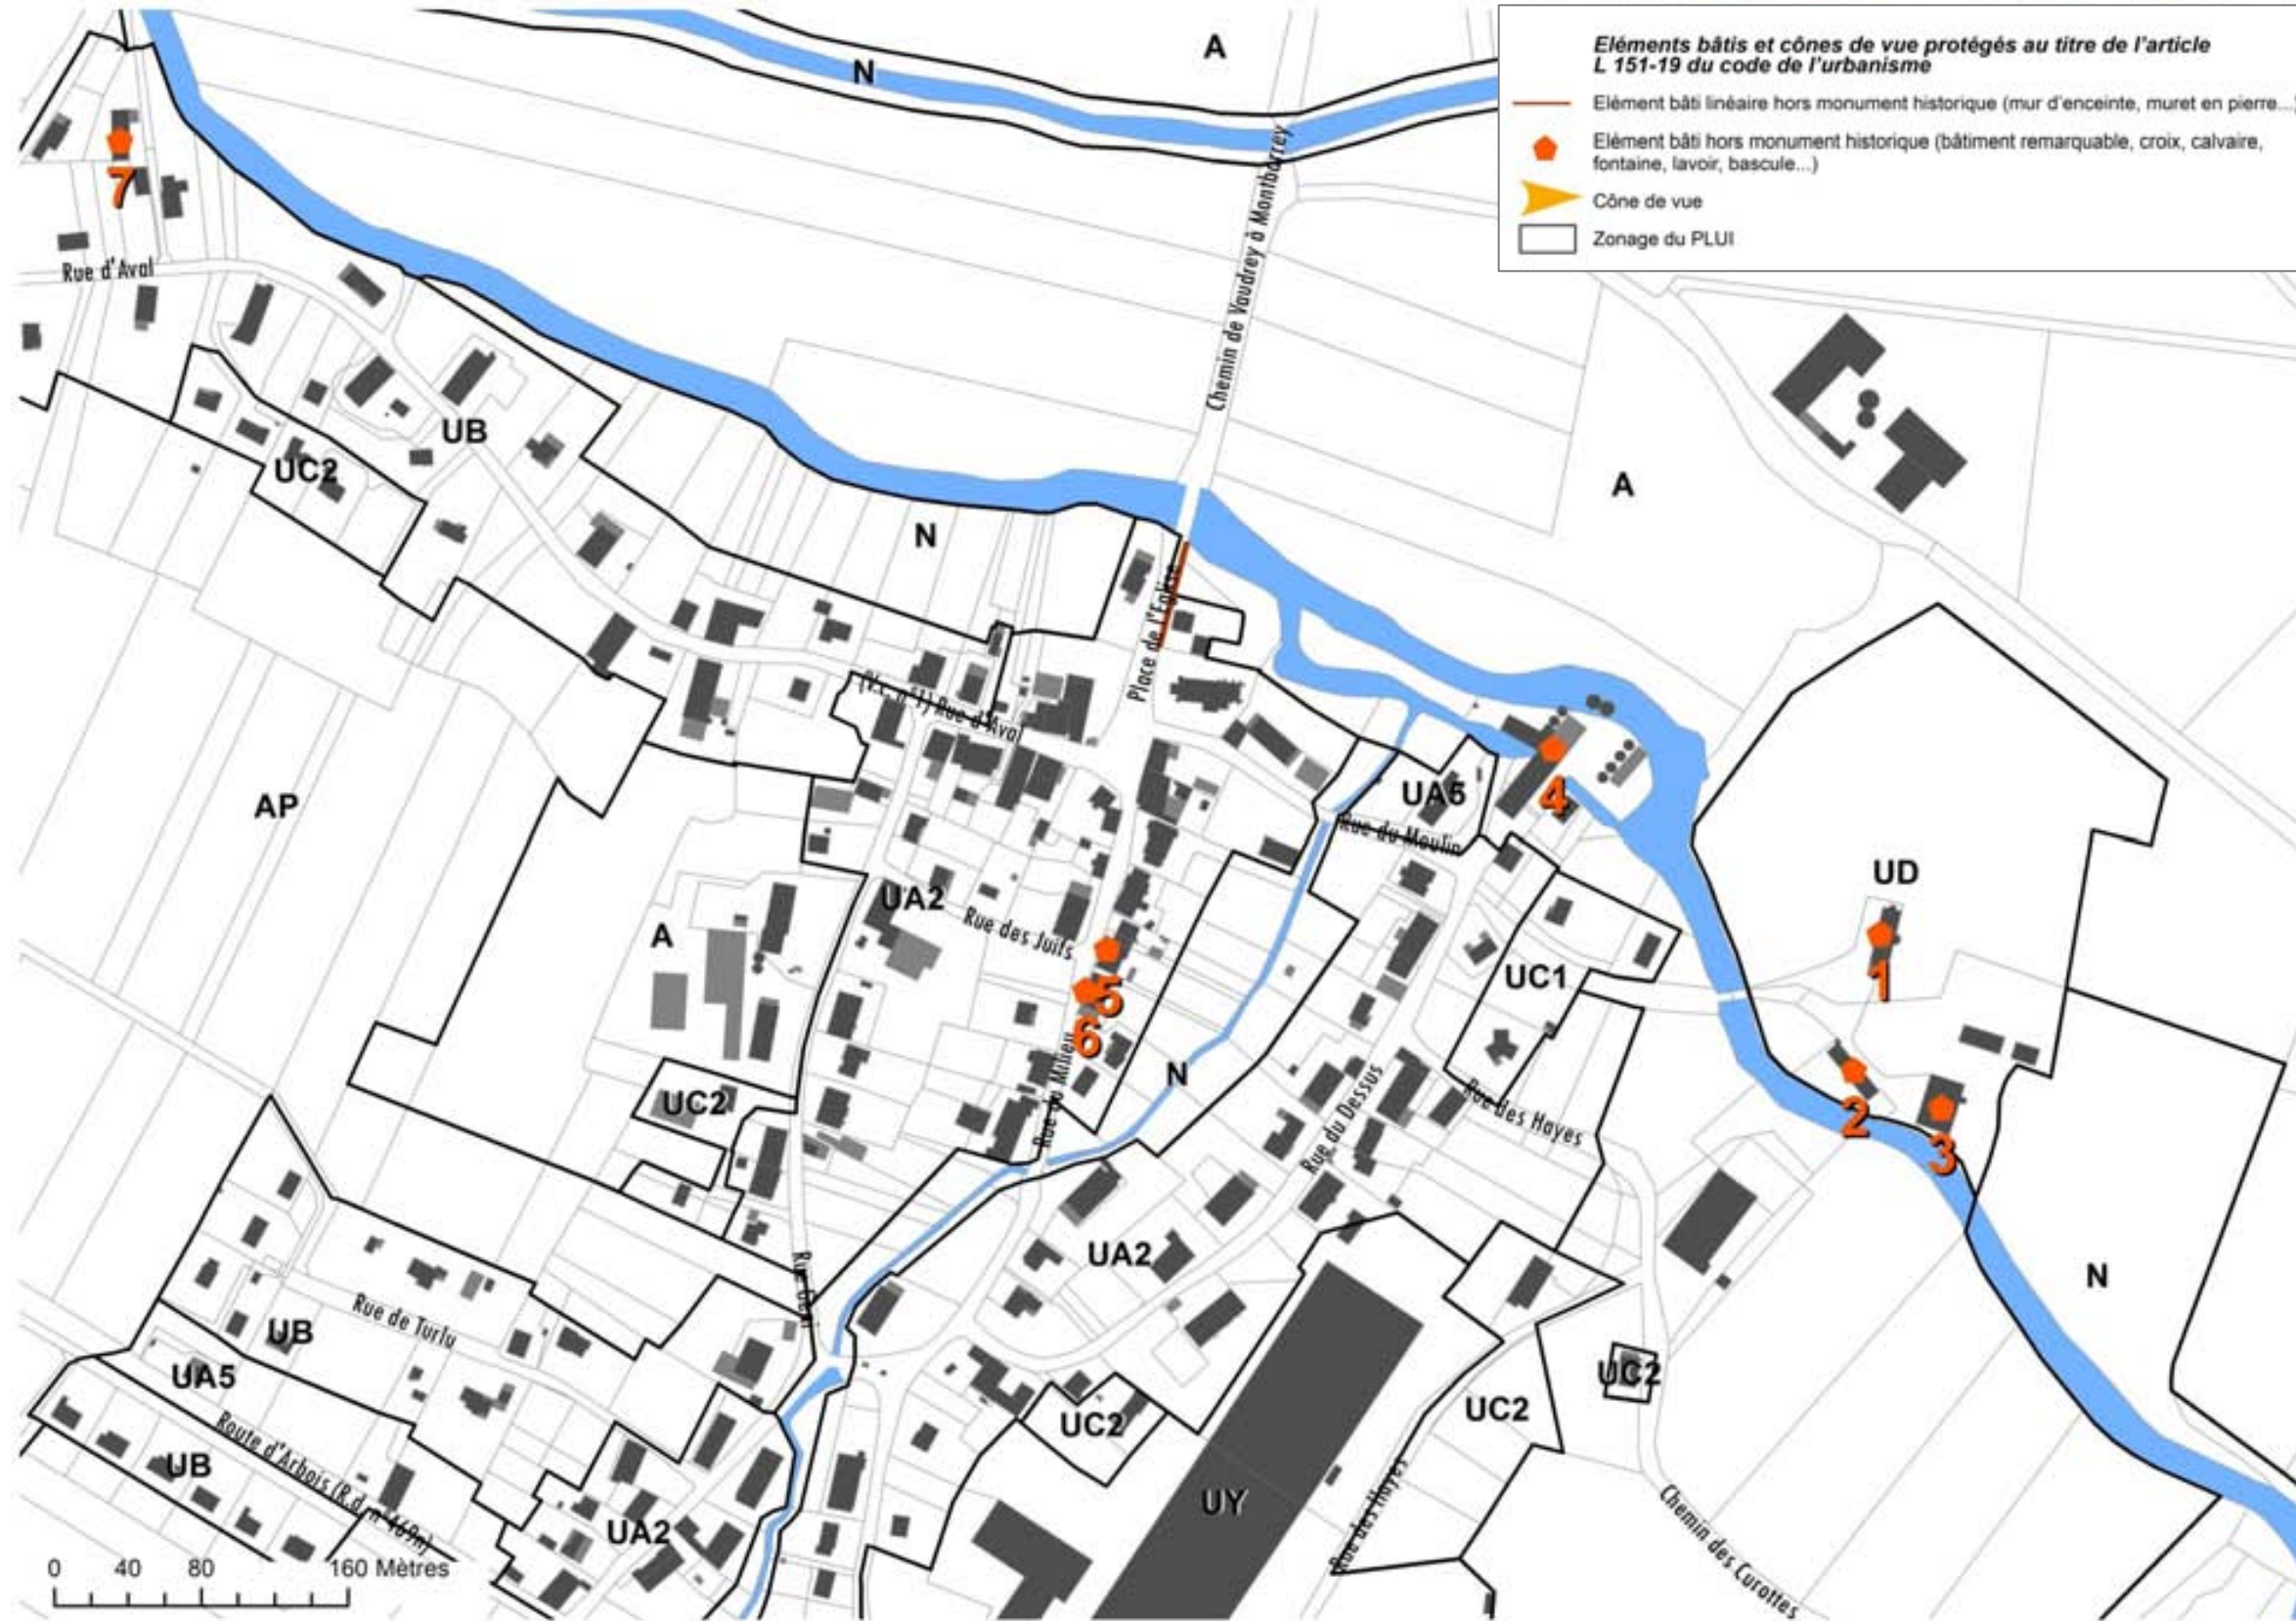 Eléments bâtis et cônes de vue protégés au titre de l'article
L 151-19 du code de l'urbanisme
Elément bâti linéaire hors monument historique (mur d'enceinte, muret en pierre...)
Elément bâti hors monument historique (bâtiment remarquable, croix, calvaire,
fontaine, lavoir, bascule...)
Cône de vue
Zonage du PLUI
A
N
Chemin de Vaudrey à Montbarrey
7
Rue d'Aval
UB
UC2
A
N
Place de l'Eglise
(V.c. n°1) Rue d'Aval
4
UA5
Rue du Moulin
AP
UD
UA2
Rue des Juifs
A
1
UC1
5
6
Rue du Milieu
N
UC2
Rue du Dessus
Rue des Hayes
2
3
UA2
N
Rue de Turlu
UB
UA5
UC2
UC2
UC2
Route d'Arbois (R.d. n°469n)
UB
UY
Rue des Hayes
Chemin des Curottes
UA2
0 40 80 160 Mètres